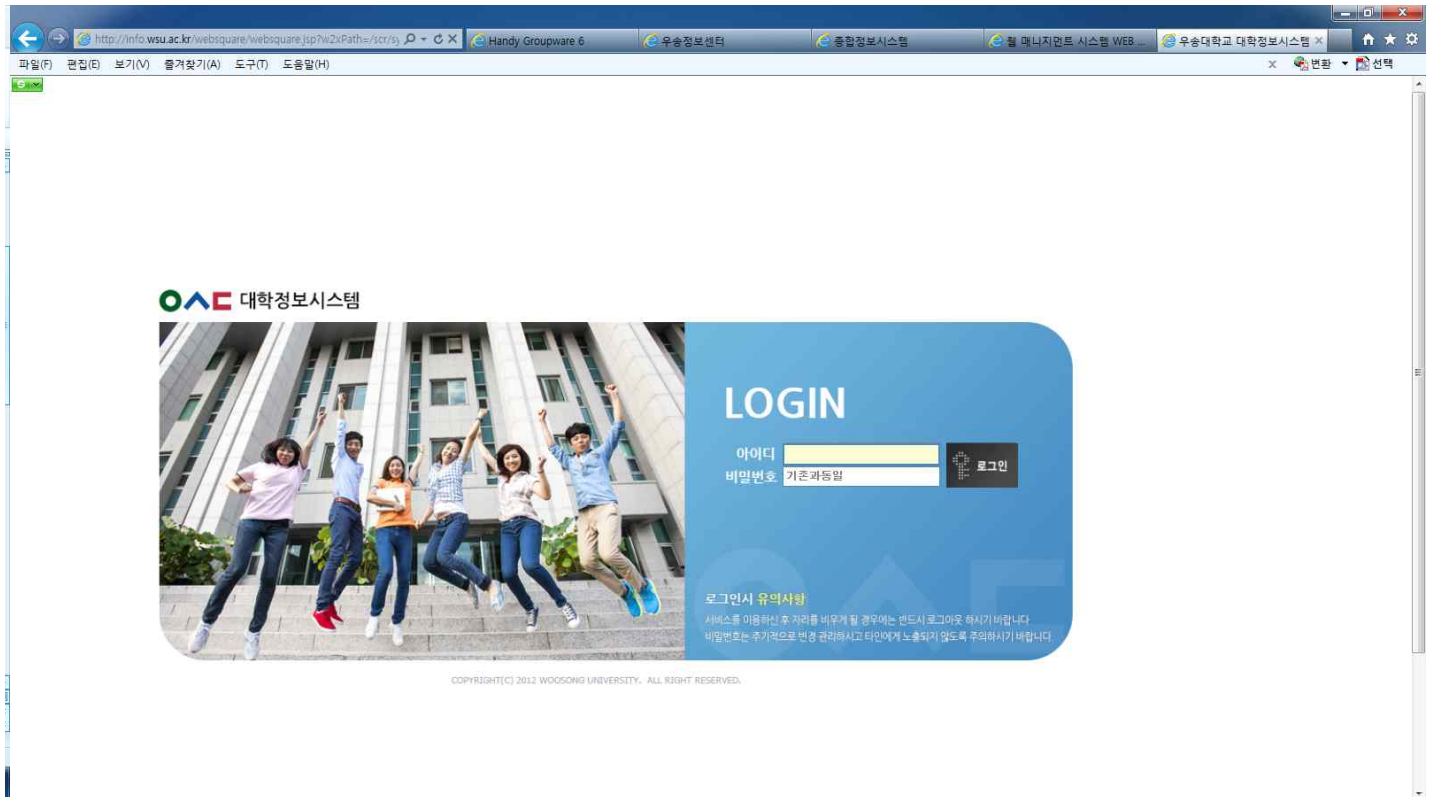 http://info.wsu.ac.kr/websquare/websquare.jsp?w2xPath=/scr/sy
Handy Groupware 6
우송정보센터
종합정보시스템
웰 매니지먼트 시스템 WEB ...
우송대학교 대학정보시스템
파일(F) 편집(E) 보기(V) 즐겨찾기(A) 도구(T) 도움말(H)
변환 선택
대학정보시스템
LOGIN
아이디
비밀번호 기존과동일
로그인
로그인시 유의사항
서비스를 이용하신 후 자리를 비우게 될 경우에는 반드시 로그아웃 하시기 바랍니다
비밀번호는 주기적으로 변경 관리하시고 타인에게 노출되지 않도록 주의하시기 바랍니다.
COPYRIGHT(C) 2012 WOOSONG UNIVERSITY. ALL RIGHT RESERVED.